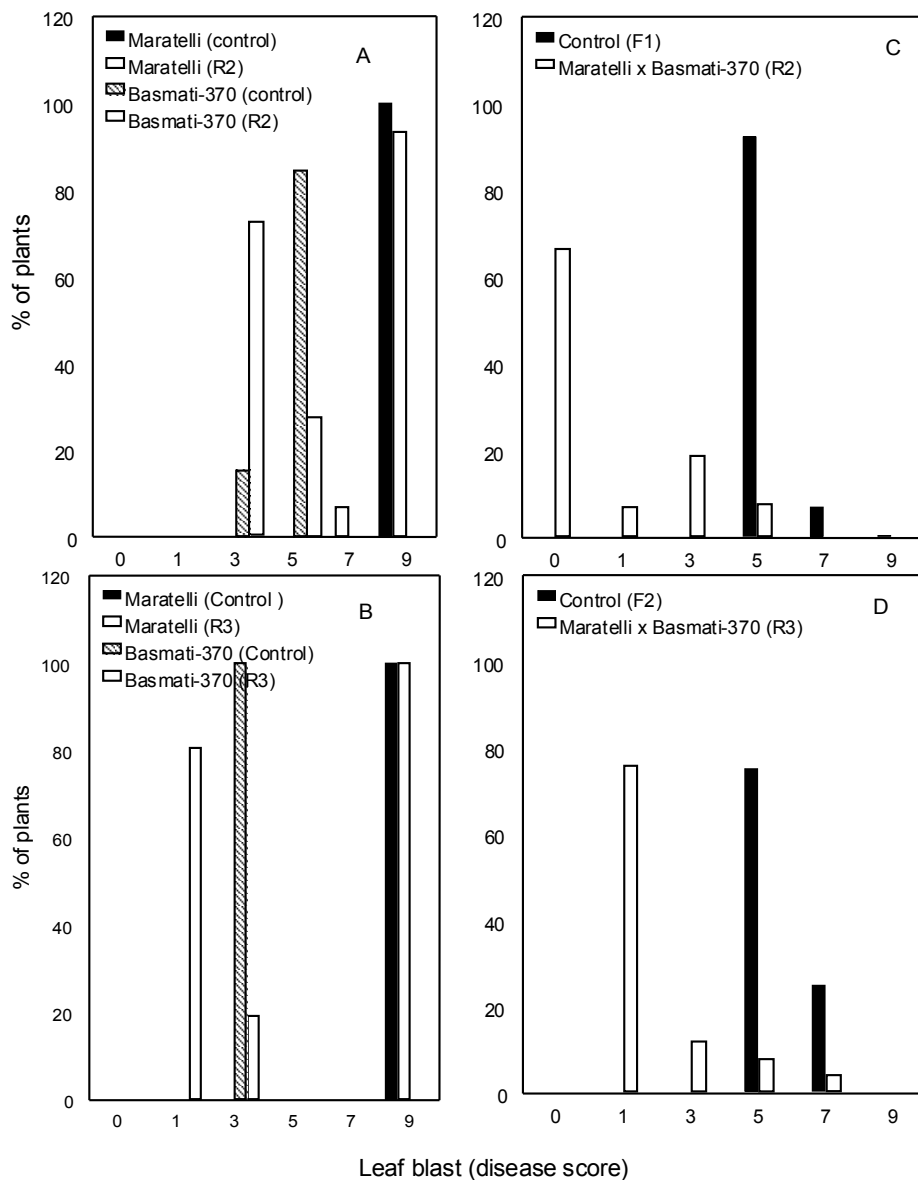 Maratelli (control)
Maratelli (R2)
Basmati-370 (control)
Basmati-370 (R2)
A
% of plants
120
100
80
60
40
20
0
0 1 3 5 7 9
Control (F1)
Maratelli x Basmati-370 (R2)
C
120
100
80
60
40
20
0
0 1 3 5 7 9
Maratelli (Control )
Maratelli (R3)
Basmati-370 (Control)
Basmati-370 (R3)
B
% of plants
120
100
80
60
40
20
0
0 1 3 5 7 9
Control (F2)
Maratelli x Basmati-370 (R3)
D
120
100
80
60
40
20
0
0 1 3 5 7 9
Leaf blast (disease score)